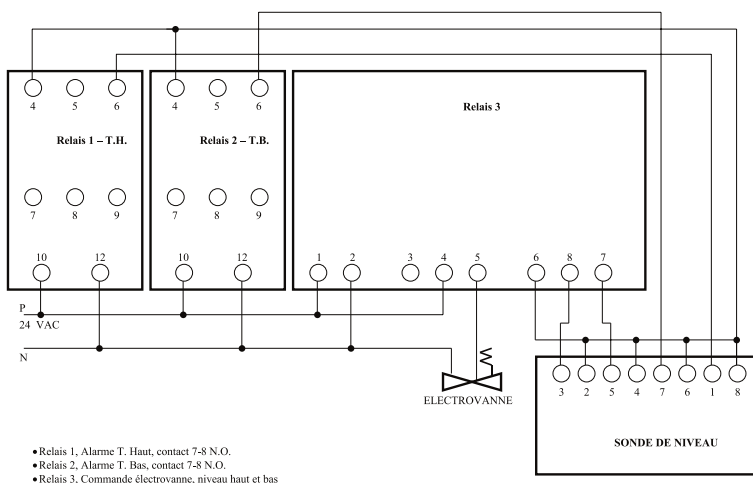 4 5 6
4 5 6
Relais 3
Relais 1 – T.H.
Relais 2 – T.B.
7 8 9
7 8 9
10 12
10 12
1 2 3 4 5 6 8 7
P
24 VAC
N
3 2 5 4 7 6 1 8
ELECTROVANNE
SONDE DE NIVEAU
• Relais 1, Alarme T. Haut, contact 7-8 N.O.
• Relais 2, Alarme T. Bas, contact 7-8 N.O.
• Relais 3, Commande électrovanne, niveau haut et bas